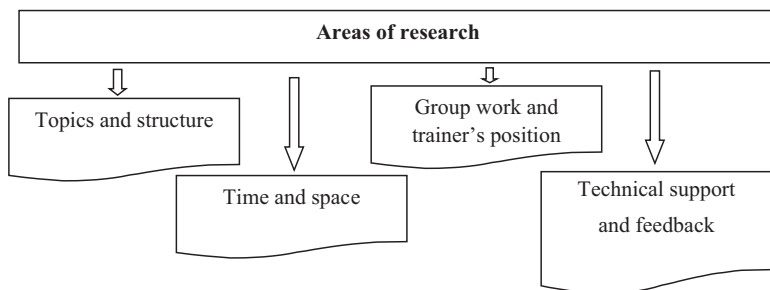 Areas of research
Topics and structure
Time and space
Group work and
trainer's position
Technical support
and feedback